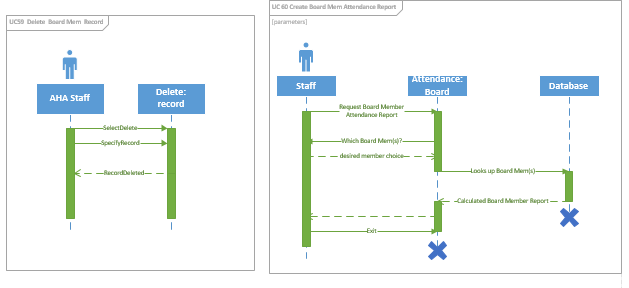 UC59 Delete Board Mem Record
AHA Staff
Delete:
record
SelectDelete
SpecifyRecord
RecordDeleted
UC 60 Create Board Mem Attendance Report
[parameters]
Staff
Attendance:
Board
Database
Request Board Member
Attendance Report
Which Board Mem(s)?
desired member choice
Looks up Board Mem(s)
Calculated Board Member Report
Exit